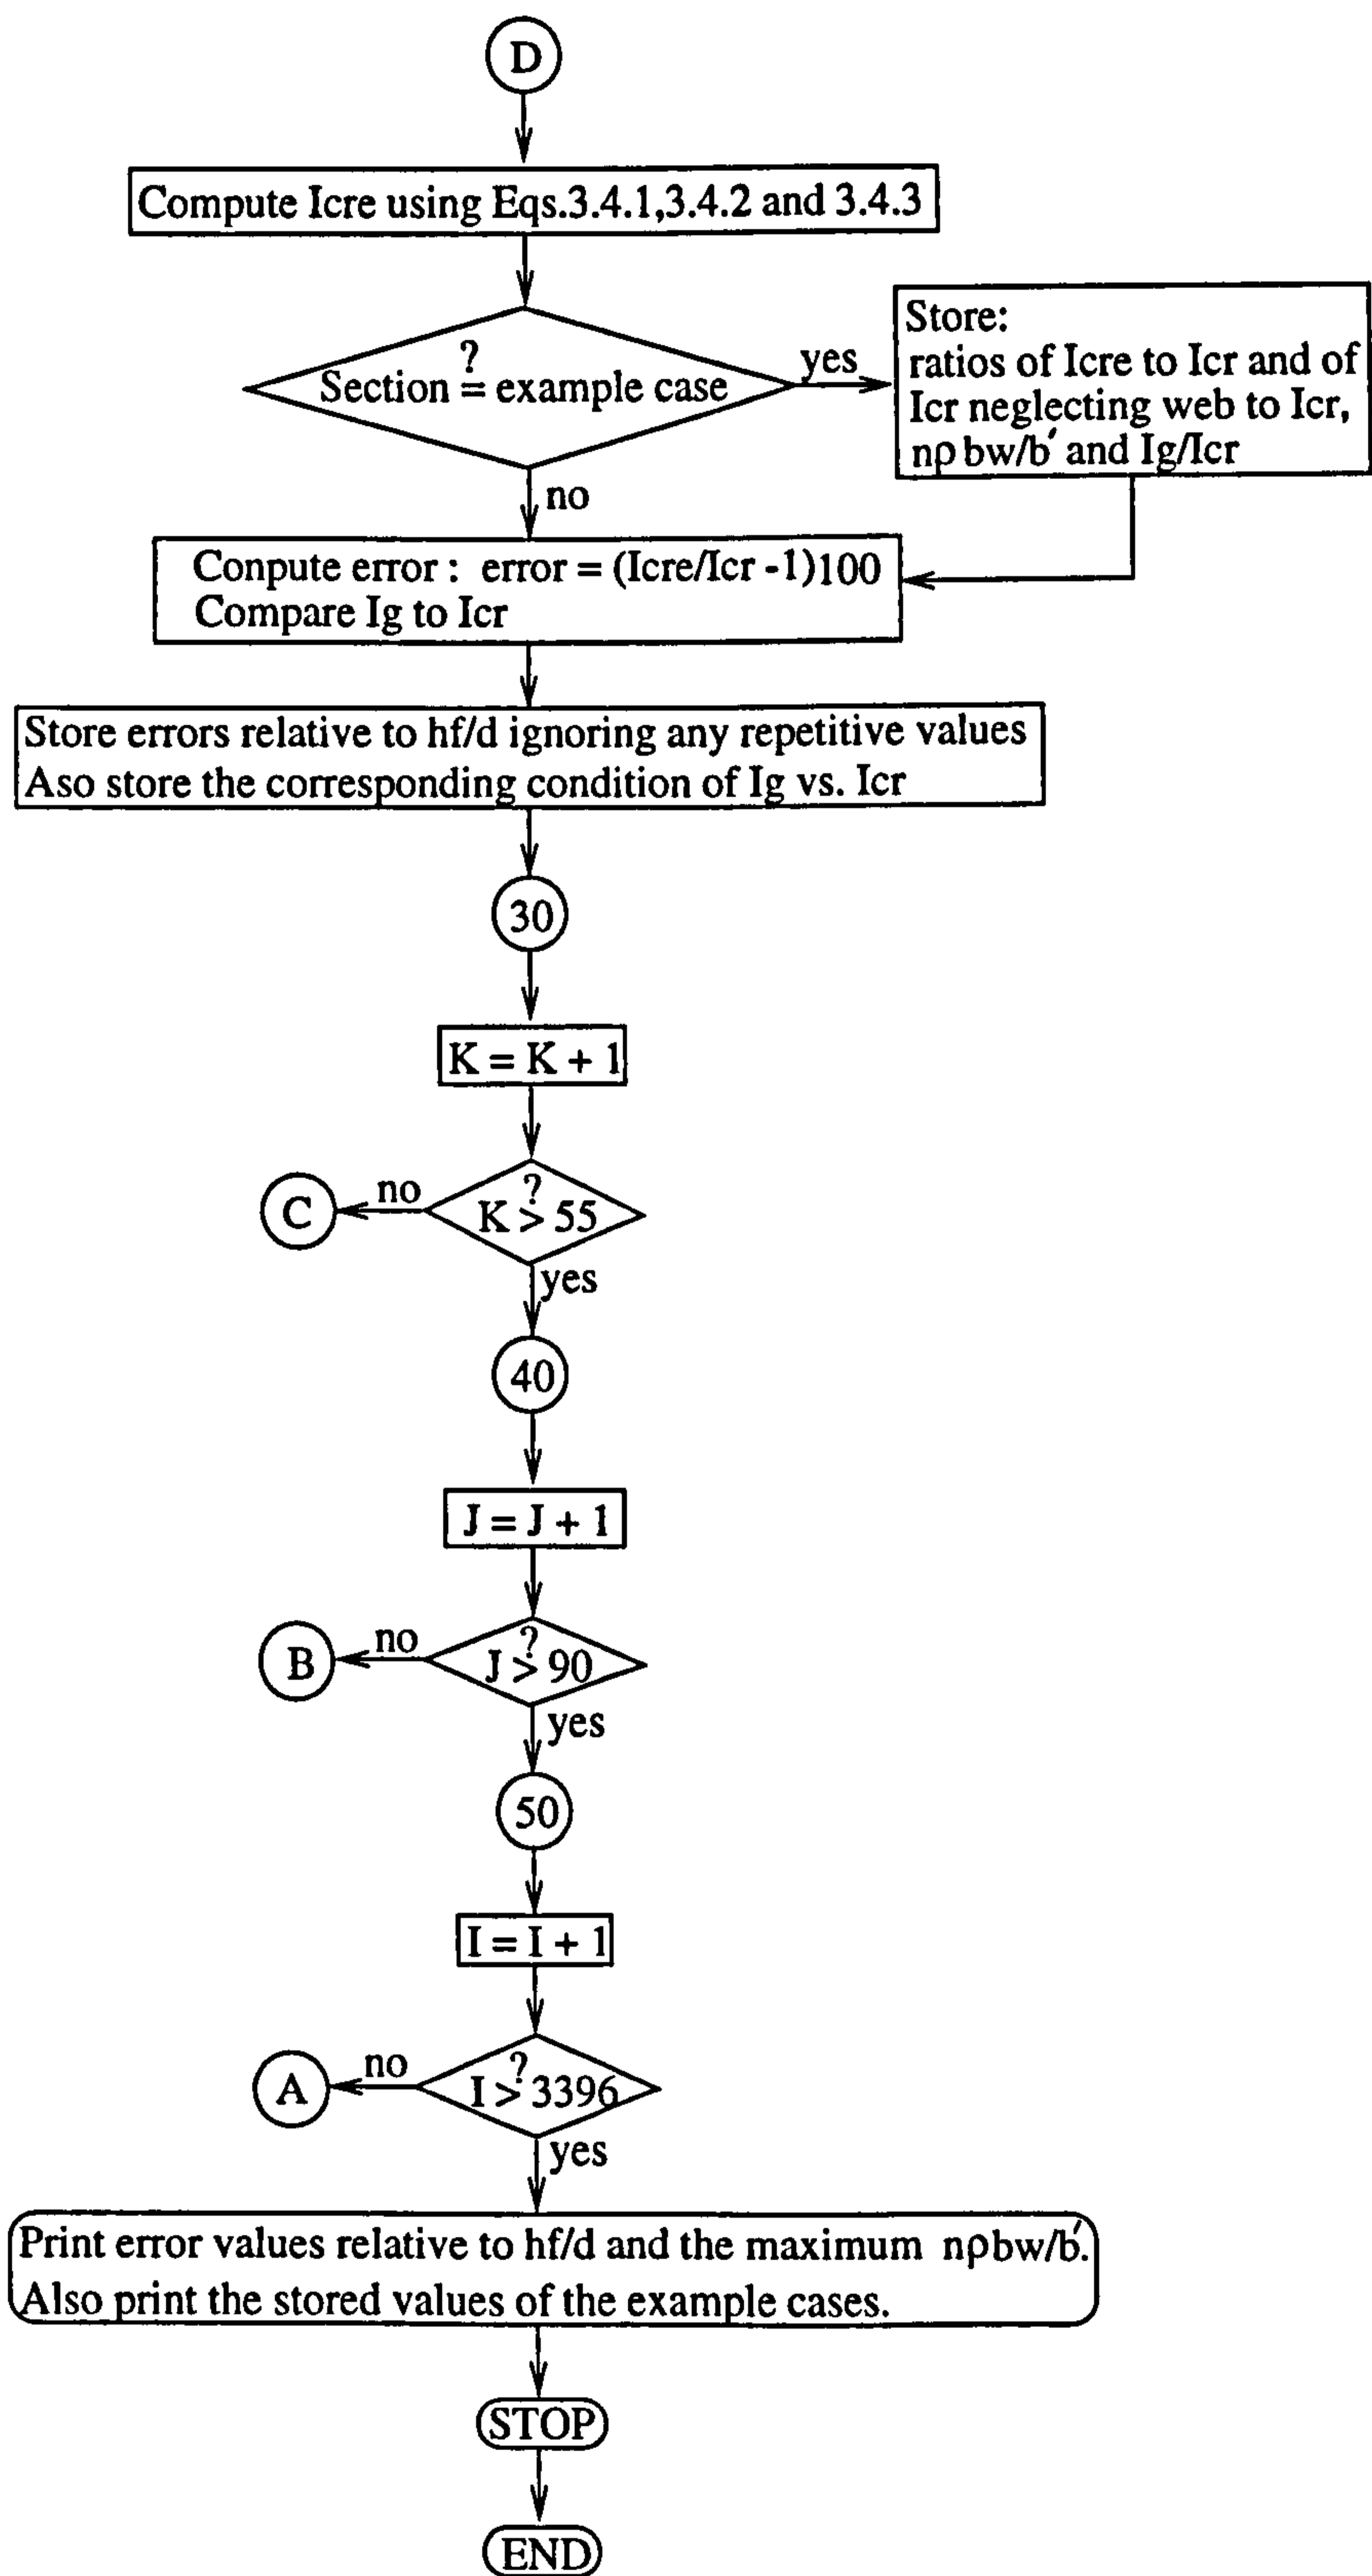 D
Compute Icre using Eqs.3.4.1,3.4.2 and 3.4.3
?
Section = example case
yes
Store:
ratios of Icre to Icr and of
Icr neglecting web to Icr,
nρ bw/b′ and Ig/Icr
no
Conpute error : error = (Icre/Icr -1)100
Compare Ig to Icr
Store errors relative to hf/d ignoring any repetitive values
Aso store the corresponding condition of Ig vs. Icr
30
K = K + 1
?
K > 55
no
C
yes
40
J = J + 1
?
J > 90
no
B
yes
50
I = I + 1
?
I > 3396
no
A
yes
Print error values relative to hf/d and the maximum nρbw/b′.
Also print the stored values of the example cases.
STOP
END